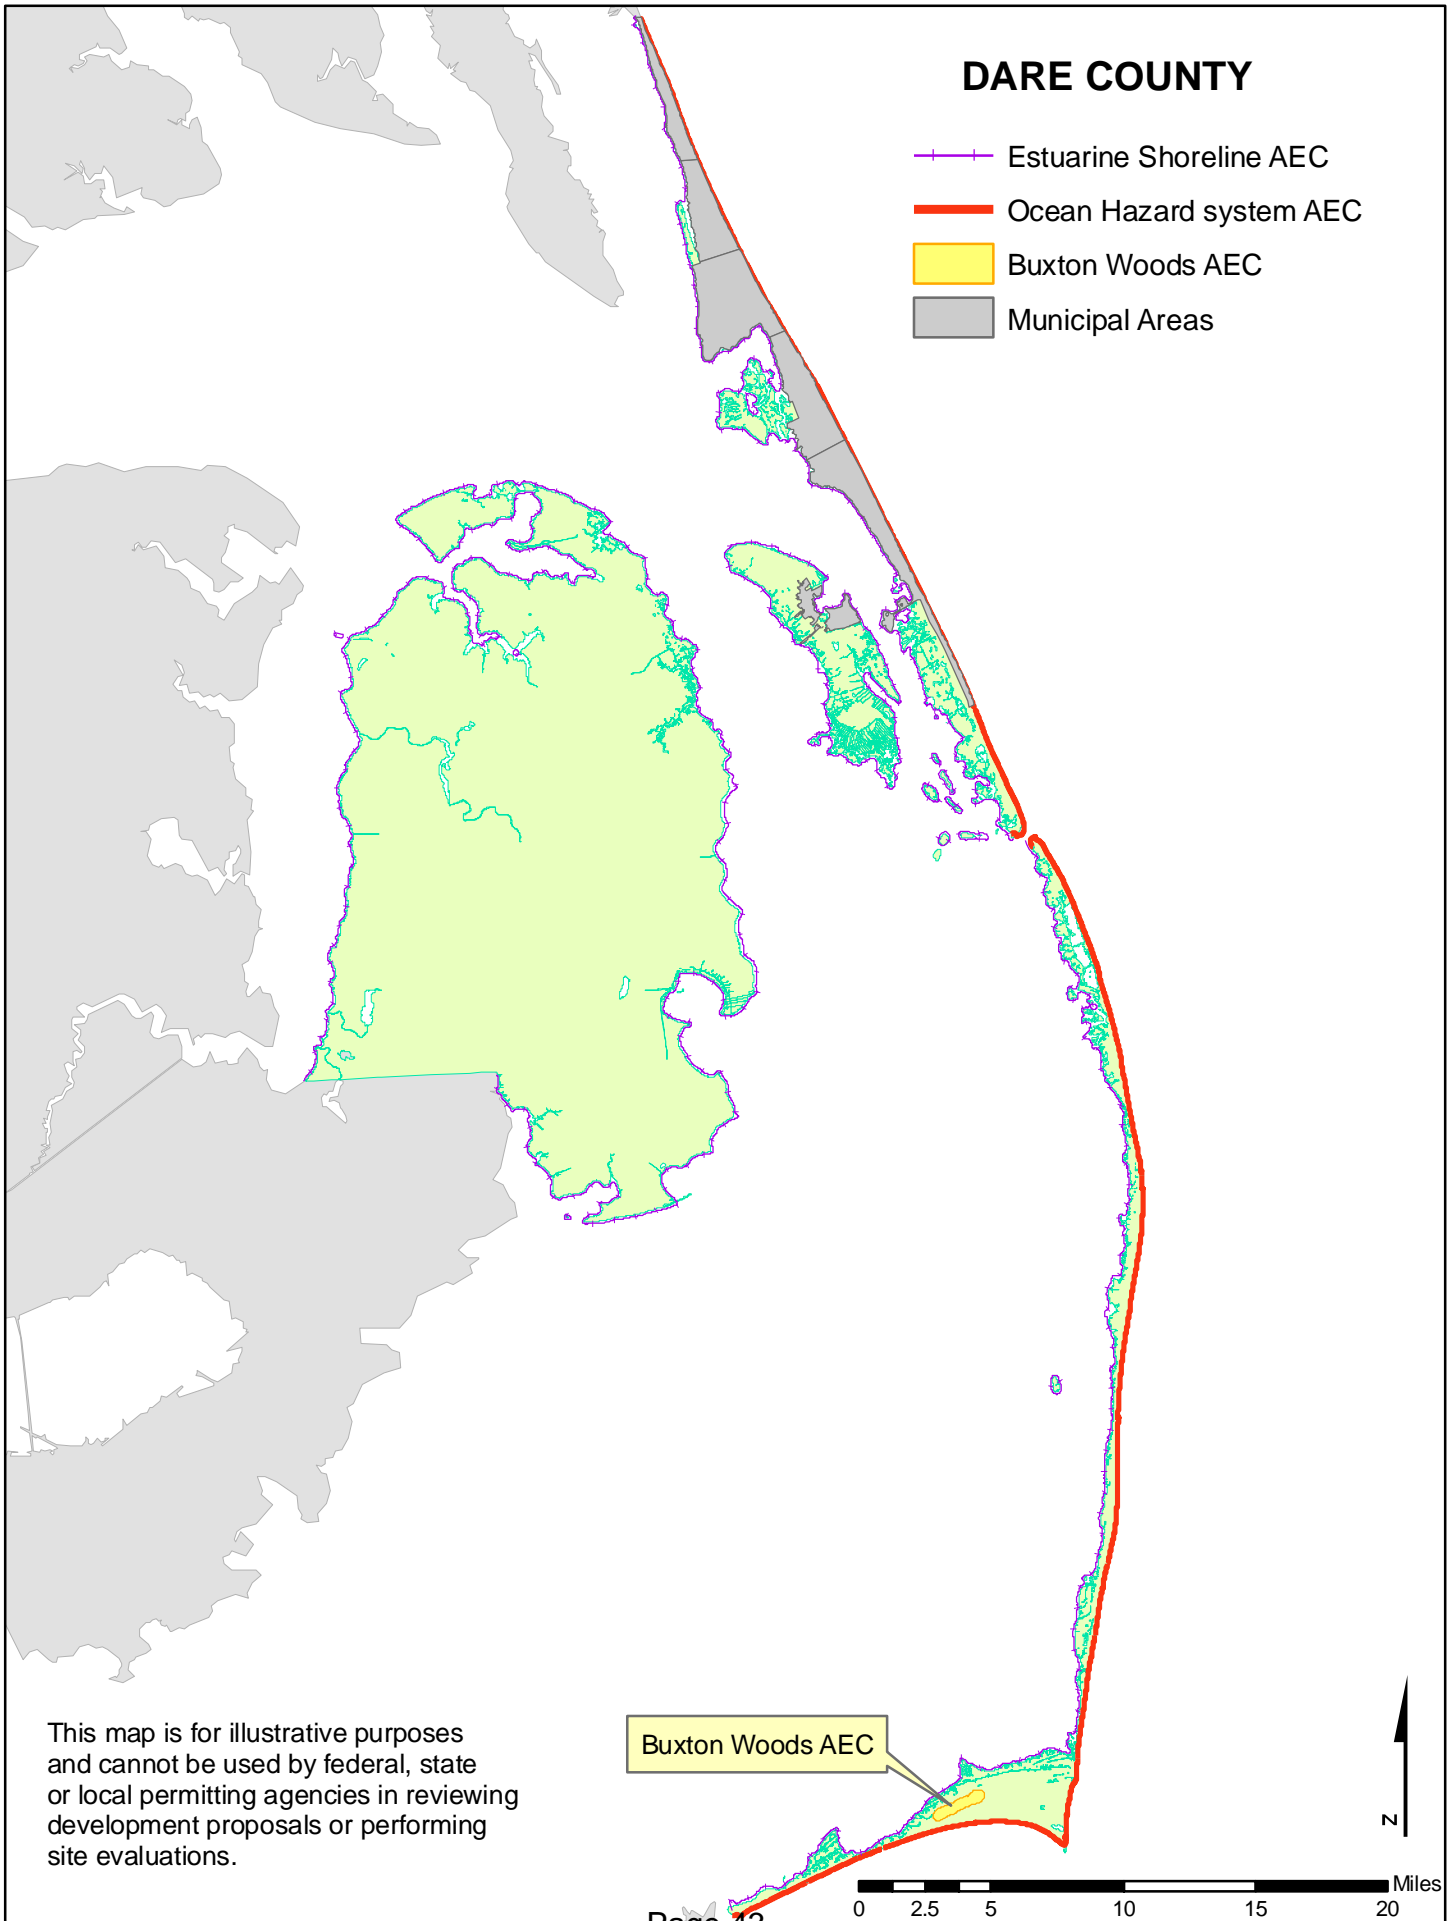 DARE COUNTY
Estuarine Shoreline AEC
Ocean Hazard system AEC
Buxton Woods AEC
Municipal Areas
Buxton Woods AEC
This map is for illustrative purposes
and cannot be used by federal, state
or local permitting agencies in reviewing
development proposals or performing
site evaluations.
N
Miles
0 2.5 5 10 15 20
Page 43